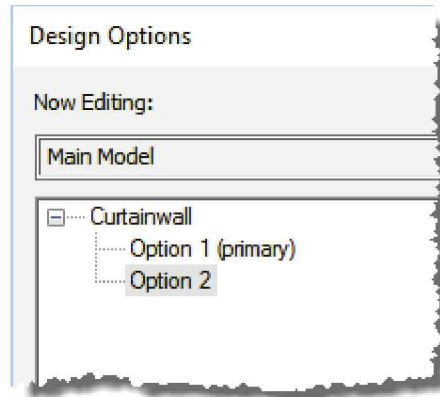 Design Options
Now Editing:
Main Model
Curtainwall
Option 1 (primary)
Option 2